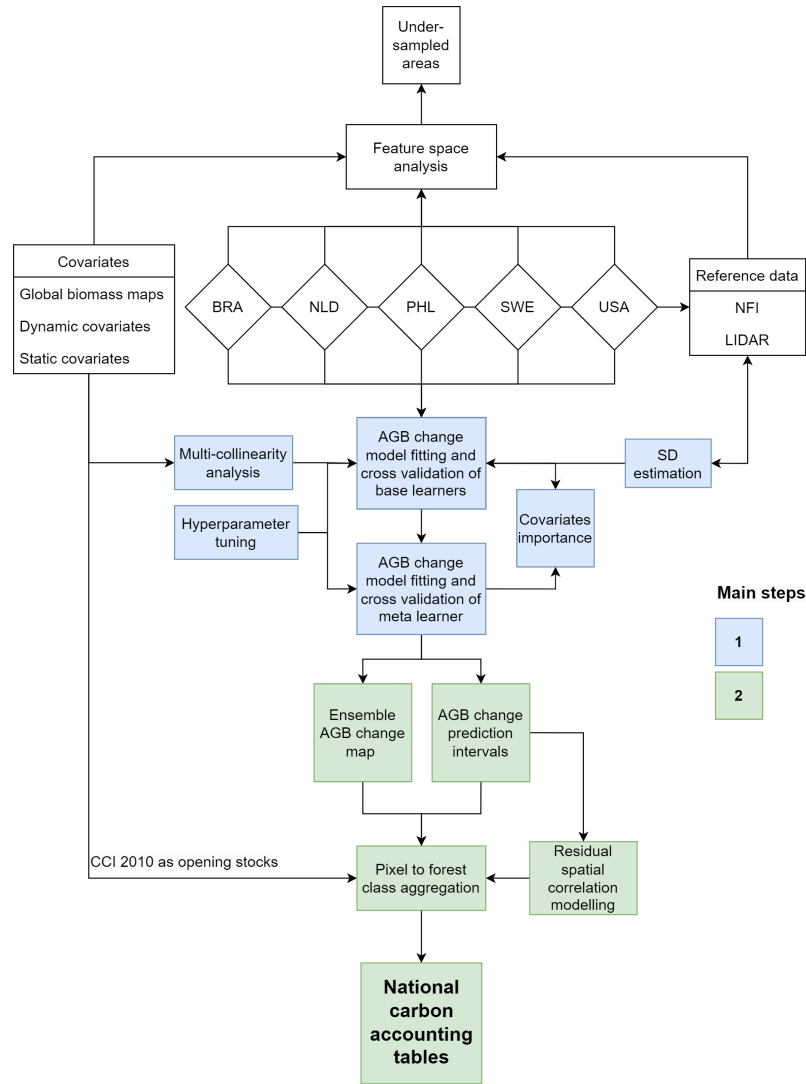 Under-
sampled
areas
Feature space
analysis
Covariates
Global biomass maps
Dynamic covariates
Static covariates
BRA
NLD
PHL
SWE
USA
Reference data
NFI
LIDAR
AGB change
model fitting and
cross validation of
base learners
Multi-collinearity
analysis
SD
estimation
Hyperparameter
tuning
Covariates
importance
AGB change
model fitting and
cross validation of
meta learner
Main steps
1
2
Ensemble
AGB change
map
AGB change
prediction
intervals
CCI 2010 as opening stocks
Pixel to forest
class aggregation
Residual
spatial
correlation
modelling
National
carbon
accounting
tables